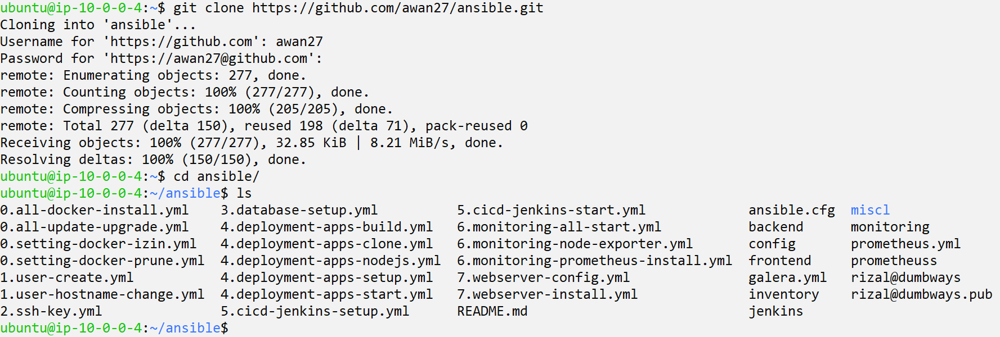 ubuntu@ip-10-0-0-4:~$ git clone https://github.com/awan27/ansible.git
Cloning into 'ansible'...
Username for 'https://github.com': awan27
Password for 'https://awan27@github.com':
remote: Enumerating objects: 277, done.
remote: Counting objects: 100% (277/277), done.
remote: Compressing objects: 100% (205/205), done.
remote: Total 277 (delta 150), reused 198 (delta 71), pack-reused 0
Receiving objects: 100% (277/277), 32.85 KiB | 8.21 MiB/s, done.
Resolving deltas: 100% (150/150), done.
ubuntu@ip-10-0-0-4:~$ cd ansible/
ubuntu@ip-10-0-0-4:~/ansible$ ls
0.all-docker-install.yml    3.database-setup.yml          5.cicd-jenkins-start.yml             ansible.cfg  miscl
0.all-update-upgrade.yml    4.deployment-apps-build.yml   6.monitoring-all-start.yml           backend      monitoring
0.setting-docker-izin.yml   4.deployment-apps-clone.yml   6.monitoring-node-exporter.yml       config       prometheus.yml
0.setting-docker-prune.yml  4.deployment-apps-nodejs.yml  6.monitoring-prometheus-install.yml  frontend     prometheuss
1.user-create.yml           4.deployment-apps-setup.yml   7.webserver-config.yml               galera.yml   rizal@dumbways
1.user-hostname-change.yml  4.deployment-apps-start.yml   7.webserver-install.yml              inventory    rizal@dumbways.pub
2.ssh-key.yml               5.cicd-jenkins-setup.yml      README.md                            jenkins
ubuntu@ip-10-0-0-4:~/ansible$